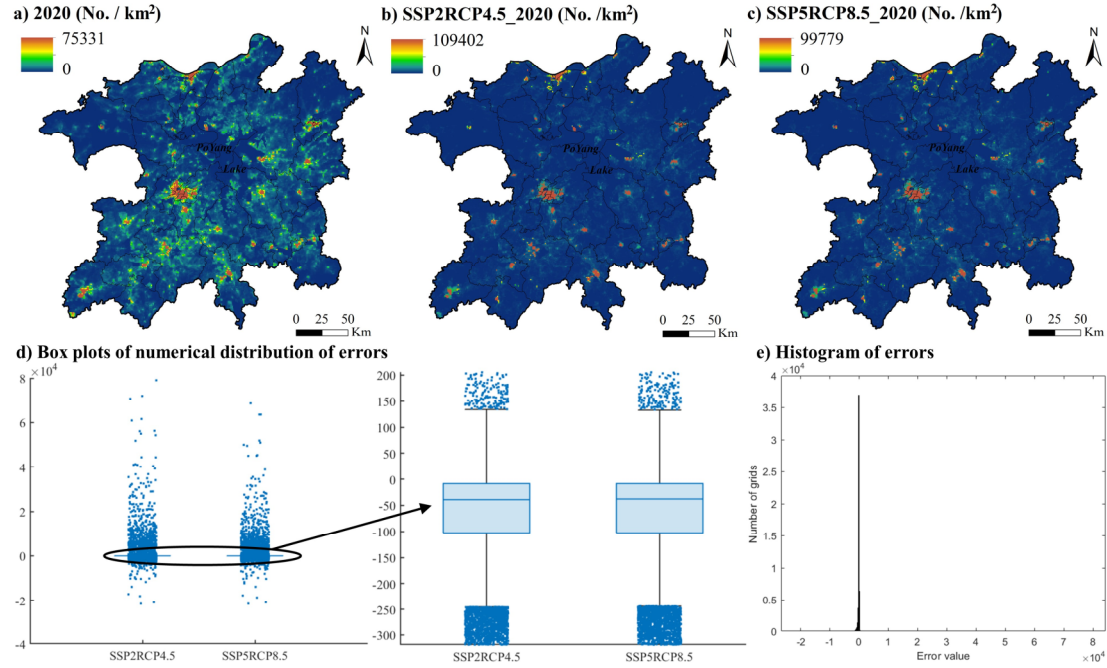 a) 2020 (No. / km²)
75331
0
N
PoYang
Lake
0 25 50
Km
b) SSP2RCP4.5_2020 (No. /km²)
109402
0
N
PoYang
Lake
0 25 50
Km
c) SSP5RCP8.5_2020 (No. /km²)
99779
0
N
PoYang
Lake
0 25 50
Km
d) Box plots of numerical distribution of errors
×10⁴
8
6
4
2
0
-2
-4
SSP2RCP4.5 SSP5RCP8.5
200
150
100
50
0
-50
-100
-150
-200
-250
-300
SSP2RCP4.5 SSP5RCP8.5
e) Histogram of errors
×10⁴
4
3.5
3
2.5
2
1.5
1
0.5
0
Number of grids
-2 -1 0 1 2 3 4 5 6 7 8
×10⁴
Error value